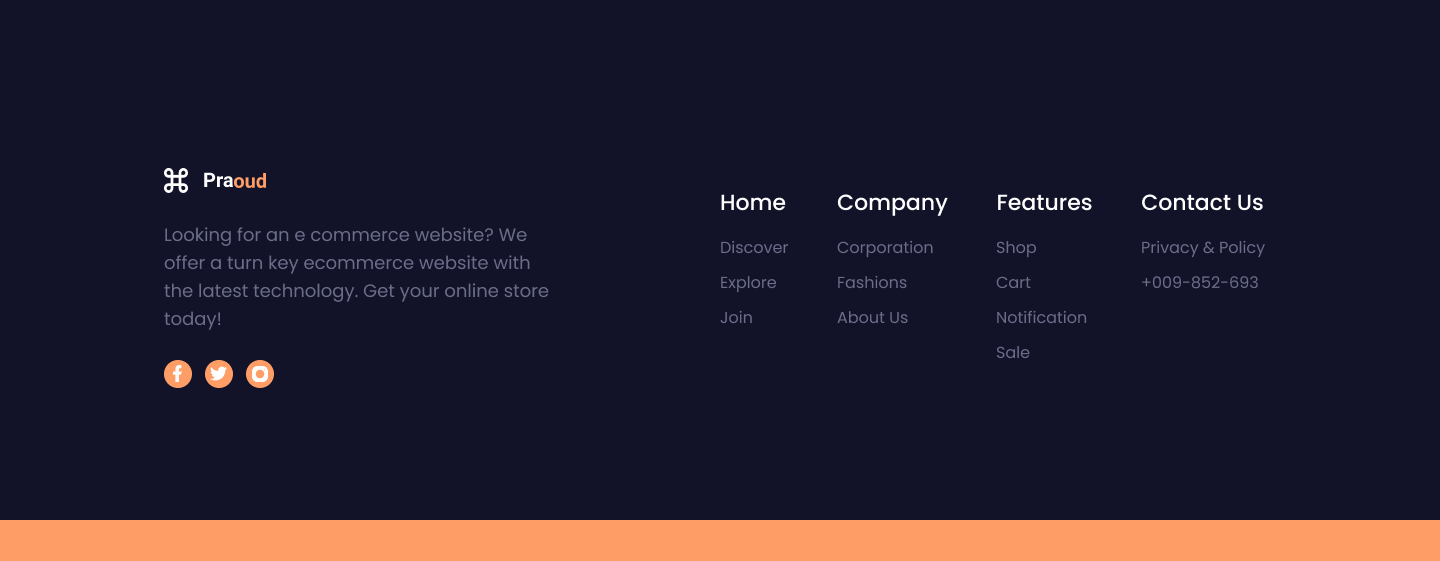 Praoud
Looking for an e commerce website? We
offer a turn key ecommerce website with
the latest technology. Get your online store
today!
Home
Discover
Explore
Join
Company
Corporation
Fashions
About Us
Features
Shop
Cart
Notification
Sale
Contact Us
Privacy & Policy
+009-852-693